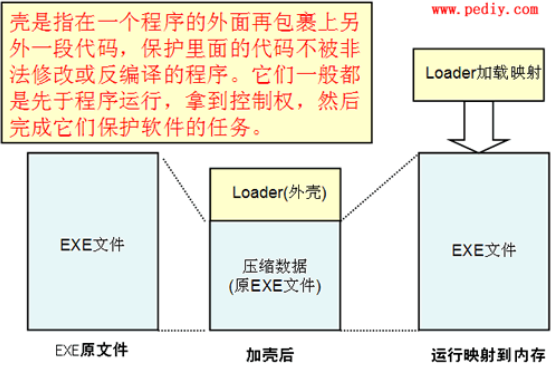 壳是指在一个程序的外面再包裹上另
外一段代码，保护里面的代码不被非
法修改或反编译的程序。它们一般都
是先于程序运行，拿到控制权，然后
完成它们保护软件的任务。
www.pediy.com
Loader加载映射
EXE文件
Loader(外壳)
压缩数据
(原EXE文件)
EXE文件
EXE原文件
加壳后
运行映射到内存